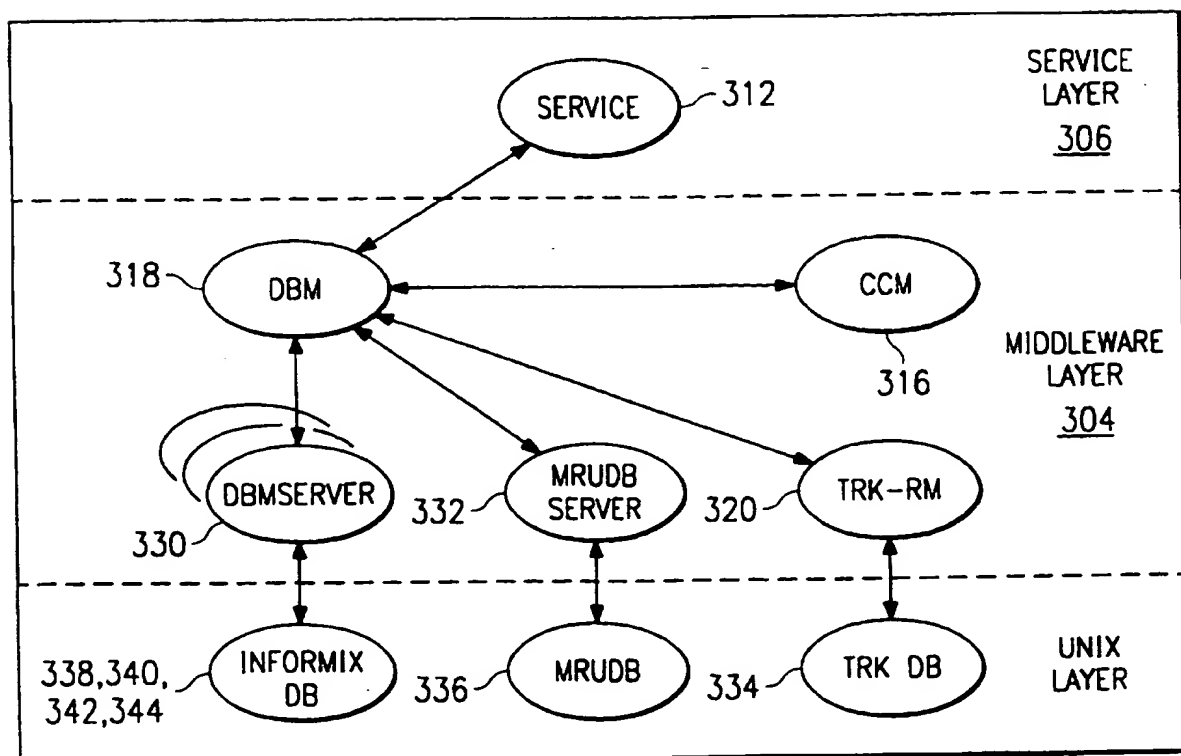 SERVICE
312
SERVICE
LAYER
306
318
DBM
CCM
316
MIDDLEWARE
LAYER
304
DBMSERVER
330
332
MRUDB
SERVER
320
TRK-RM
338,340,
342,344
INFORMIX
DB
336
MRUDB
334
TRK DB
UNIX
LAYER